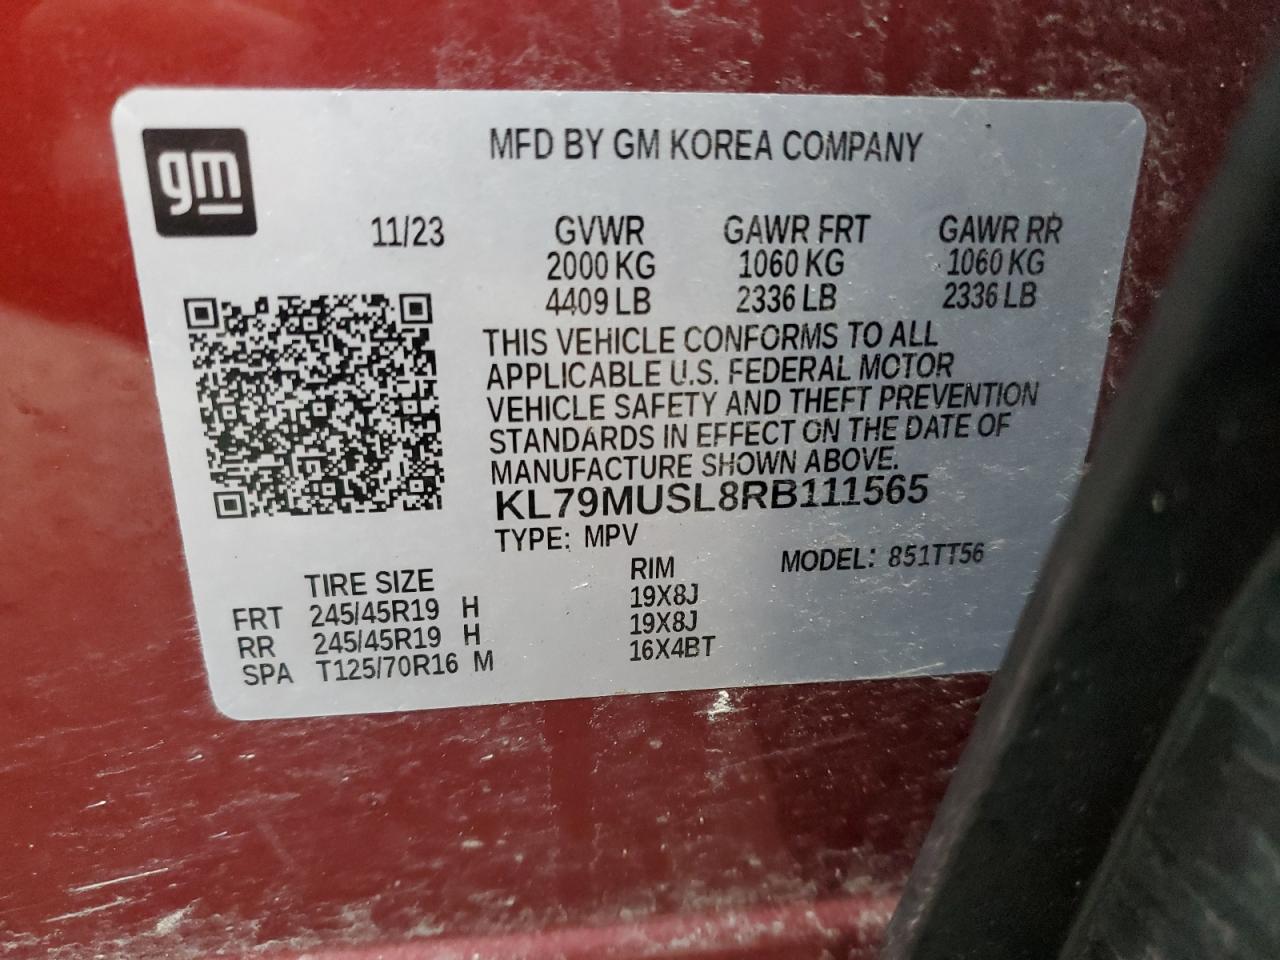 gm
MFD BY GM KOREA COMPANY
11/23 GVWR GAWR FRT GAWR RR
2000 KG 1060 KG 1060 KG
4409 LB 2336 LB 2336 LB
THIS VEHICLE CONFORMS TO ALL
APPLICABLE U.S. FEDERAL MOTOR
VEHICLE SAFETY AND THEFT PREVENTION
STANDARDS IN EFFECT ON THE DATE OF
MANUFACTURE SHOWN ABOVE.
KL79MUSL8RB111565
TYPE: MPV MODEL: 851TT56
TIRE SIZE RIM
FRT 245/45R19 H 19X8J
RR 245/45R19 H 19X8J
SPA T125/70R16 M 16X4BT